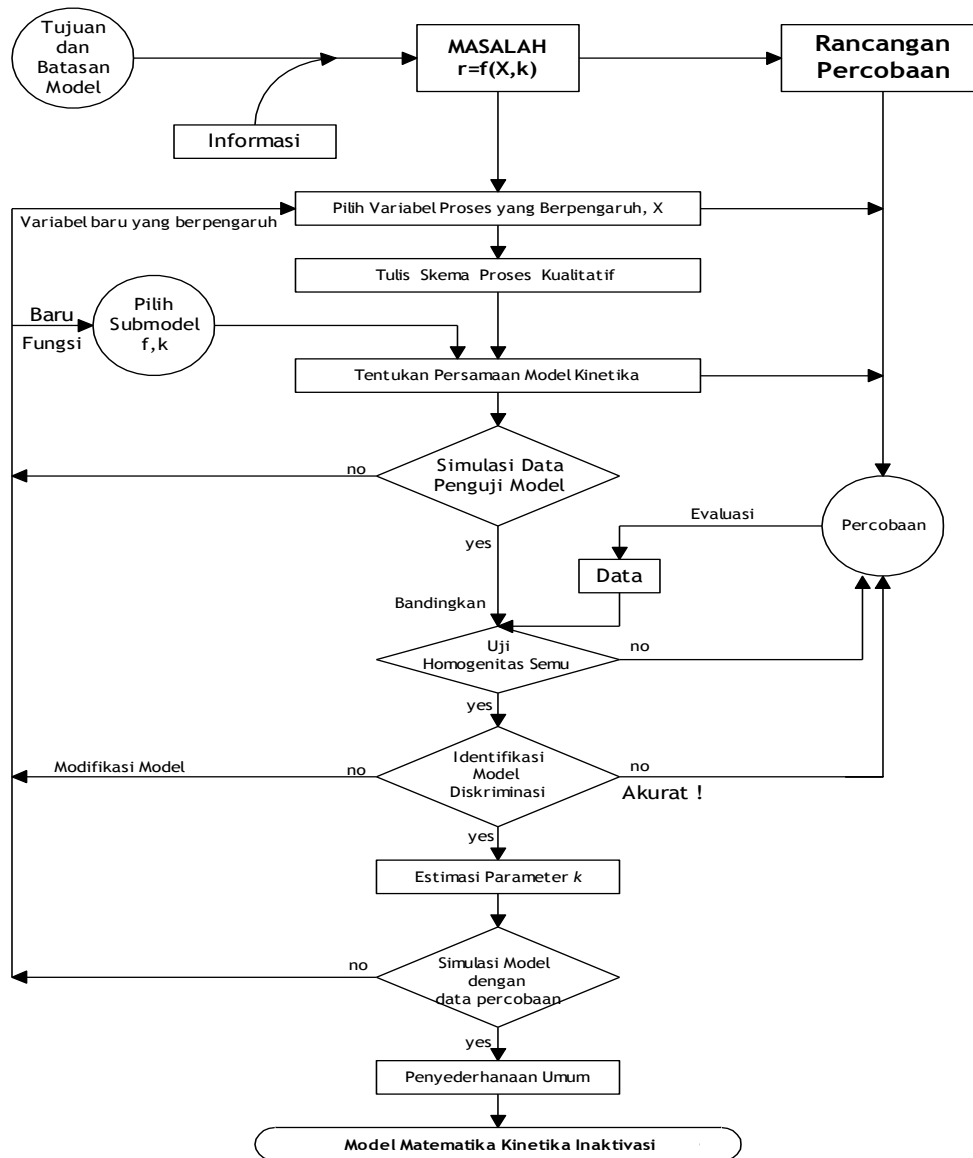 Tujuan
dan
Batasan
Model
MASALAH
r=f(X,k)
Rancangan
Percobaan
Informasi
Pilih Variabel Proses yang Berpengaruh, X
Variabel baru yang berpengaruh
Tulis Skema Proses Kualitatif
Baru
Fungsi
Pilih
Submodel
f,k
Tentukan Persamaan Model Kinetika
Simulasi Data
Penguji Model
no
yes
Evaluasi
Percobaan
Data
Bandingkan
Uji
Homogenitas Semu
no
yes
Modifikasi Model
no
Identifikasi
Model
Diskriminasi
no
Akurat !
yes
Estimasi Parameter k
no
Simulasi Model
dengan
data percobaan
yes
Penyederhanaan Umum
Model Matematika Kinetika Inaktivasi